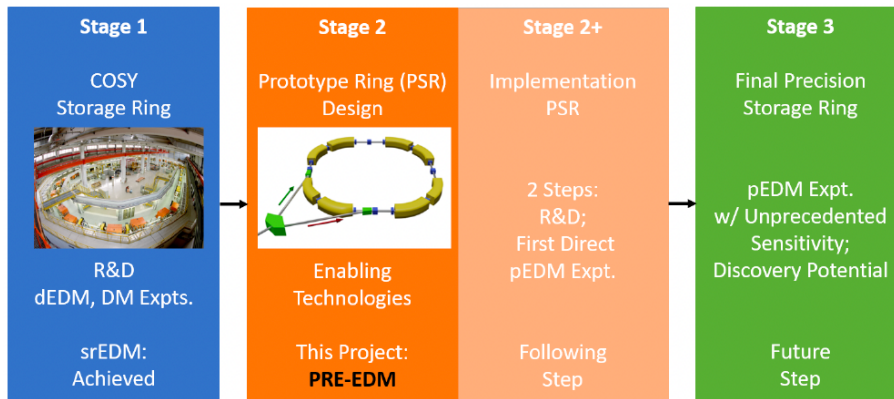 Stage 1
COSY
Storage Ring
R&D
dEDM, DM Expts.
srEDM:
Achieved
Stage 2
Prototype Ring (PSR)
Design
Enabling
Technologies
This Project:
PRE-EDM
Stage 2+
Implementation
PSR
2 Steps:
R&D;
First Direct
pEDM Expt.
Following
Step
Stage 3
Final Precision
Storage Ring
pEDM Expt.
w/ Unprecedented
Sensitivity;
Discovery Potential
Future
Step